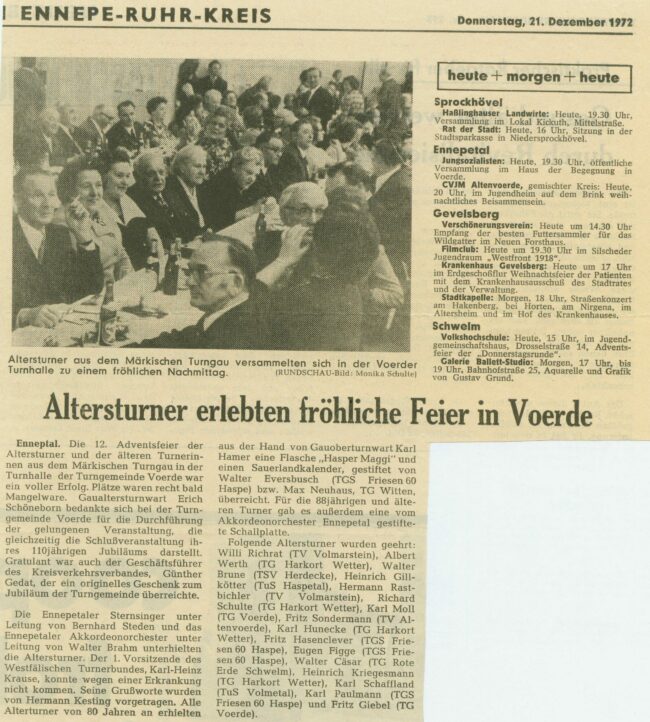 ENNEPE-RUHR-KREIS
Donnerstag, 21. Dezember 1972
heute + morgen + heute
Sprockhövel
Haßlinghauser Landwirte: Heute, 19.30 Uhr,
Versammlung im Lokal Kickuth, Mittelstraße.
Rat der Stadt: Heute, 16 Uhr, Sitzung in der
Stadtsparkasse in Niedersprockhövel.
Ennepetal
Jungsozialisten: Heute, 19.30 Uhr, öffentliche
Versammlung im Haus der Begegnung in
Voerde.
CVJM Altenvoerde, gemischter Kreis: Heute,
20 Uhr, im Jugendheim auf dem Brink weih-
nachtliches Beisammensein.
Gevelsberg
Verschönerungsverein: Heute um 14.30 Uhr
Empfang der besten Futtersammler für das
Wildgatter im Neuen Forsthaus.
Filmclub: Heute um 19.30 Uhr im Silscheder
Jugendraum „Westfront 1918".
Krankenhaus Gevelsberg: Heute um 17 Uhr
im Erdgeschoßflur Weihnachtsfeier der Patienten
mit dem Krankenhausausschuß des Stadtrates
und der Verwaltung.
Stadtkapelle: Morgen, 18 Uhr, Straßenkonzert
am Hakenberg, bei Horten, am Nirgena, im
Altersheim und im Hof des Krankenhauses.
Schwelm
Volkshochschule: Heute, 15 Uhr, im Jugend-
gemeinschaftshaus, Drosselstraße 14, Advents-
feier der „Donnerstagsrunde".
Galerie Ballett-Studio: Morgen, 17 Uhr, bis
19 Uhr, Bahnhofstraße 25, Aquarelle und Grafik
von Gustav Grund.
Altersturner aus dem Märkischen Turngau versammelten sich in der Voerder
Turnhalle zu einem fröhlichen Nachmittag.
(RUNDSCHAU-Bild: Monika Schulte)
Altersturner erlebten fröhliche Feier in Voerde
Enneptal. Die 12. Adventsfeier der
Altersturner und der älteren Turnerin-
nen aus dem Märkischen Turngau in der
Turnhalle der Turngemeinde Voerde war
ein voller Erfolg. Plätze waren recht bald
Mangelware. Gaualtersturnwart Erich
Schöneborn bedankte sich bei der Turn-
gemeinde Voerde für die Durchführung
der gelungenen Veranstaltung, die
gleichzeitig die Schlußveranstaltung ih-
res 110jährigen Jubiläums darstellt.
Gratulant war auch der Geschäftsführer
des Kreisverkehrsverbandes, Günther
Gedat, der ein originelles Geschenk zum
Jubiläum der Turngemeinde überreichte.
Die Ennepetaler Sternsinger unter
Leitung von Bernhard Steden und das
Ennepetaler Akkordeonorchester unter
Leitung von Walter Brahm unterhielten
die Altersturner. Der 1. Vorsitzende des
Westfälischen Turnerbundes, Karl-Heinz
Krause, konnte wegen einer Erkrankung
nicht kommen. Seine Grußworte wurden
von Hermann Kesting vorgetragen. Alle
Alterturner von 80 Jahren an erhielten
aus der Hand von Gauoberturnwart Karl
Hamer eine Flasche „Hasper Maggi" und
einen Sauerlandkalender, gestiftet von
Walter Eversbusch (TGS Friesen 60
Haspe) bzw. Max Neuhaus, TG Witten,
überreicht. Für die 88jährigen und älte-
ren Turner gab es außerdem eine vom
Akkordeonorchester Ennepetal gestifte-
te Schallplatte.
Folgende Altersturner wurden geehrt:
Willi Richrat (TV Volmarstein), Albert
Werth (TG Harkort Wetter), Walter
Brune (TSV Herdecke), Heinrich Gill-
kötter (TuS Haspetal), Hermann Rast-
bichler (TV Volmarstein), Richard
Schulte (TG Harkort Wetter), Karl Moll
(TG Voerde), Fritz Sondermann (TV Al-
tenvoerde), Karl Hunecke (TG Harkort
Wetter), Fritz Hasenclever (TGS Frie-
sen 60 Haspe), Eugen Figge (TGS Frie-
sen 60 Haspe), Walter Cäsar (TG Rote
Erde Schwelm), Heinrich Kriegesmann
(TG Harkort Wetter), Karl Schaffland
(TuS Volmetal), Karl Paulmann (TGS
Friesen 60 Haspe) und Fritz Giebel (TG
Voerde).